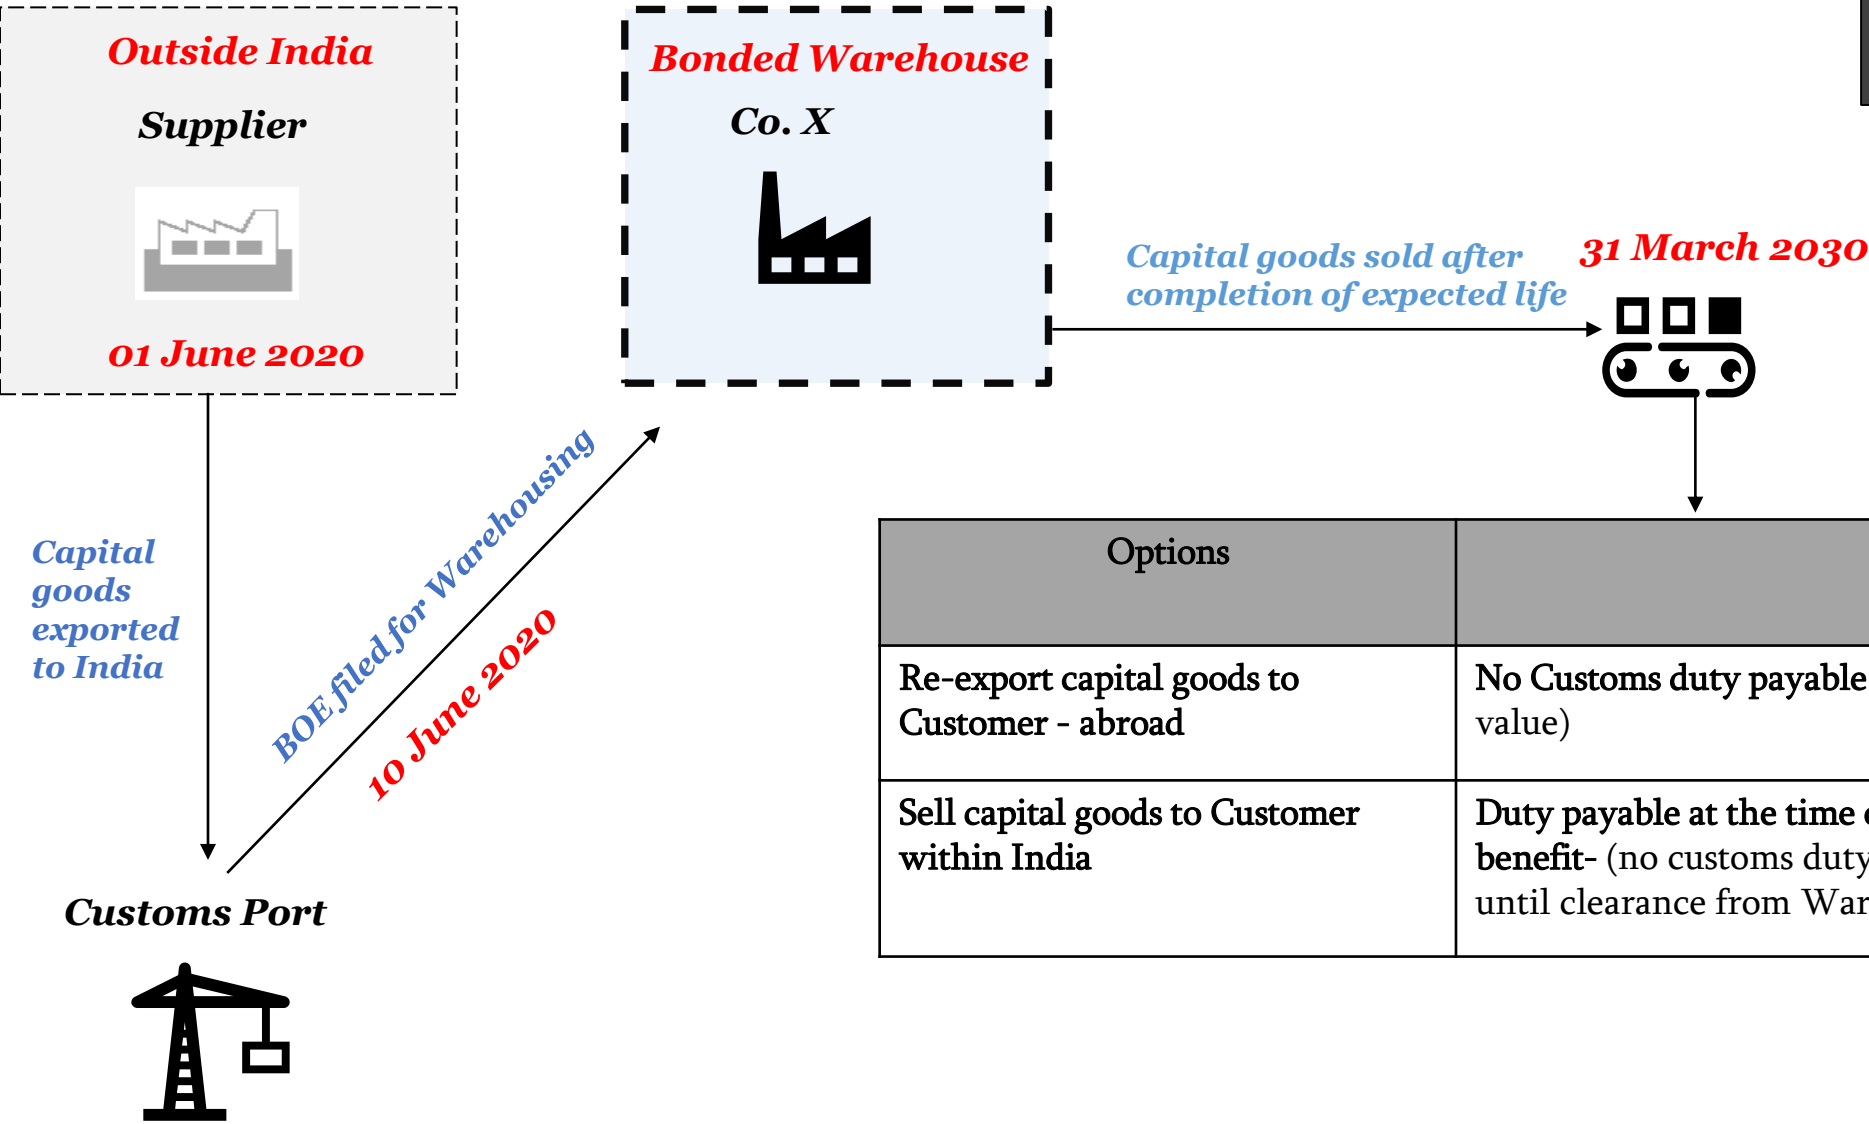 Outside India
Supplier
01 June 2020
Bonded Warehouse
Co. X
Capital goods sold after
completion of expected life
31 March 2030
Capital
goods
exported
to India
BOE filed for Warehousing
10 June 2020
Customs Port
Options
Re-export capital goods to
Customer - abroad
No Customs duty payable
value)
Sell capital goods to Customer
within India
Duty payable at the time
benefit- (no customs duty
until clearance from